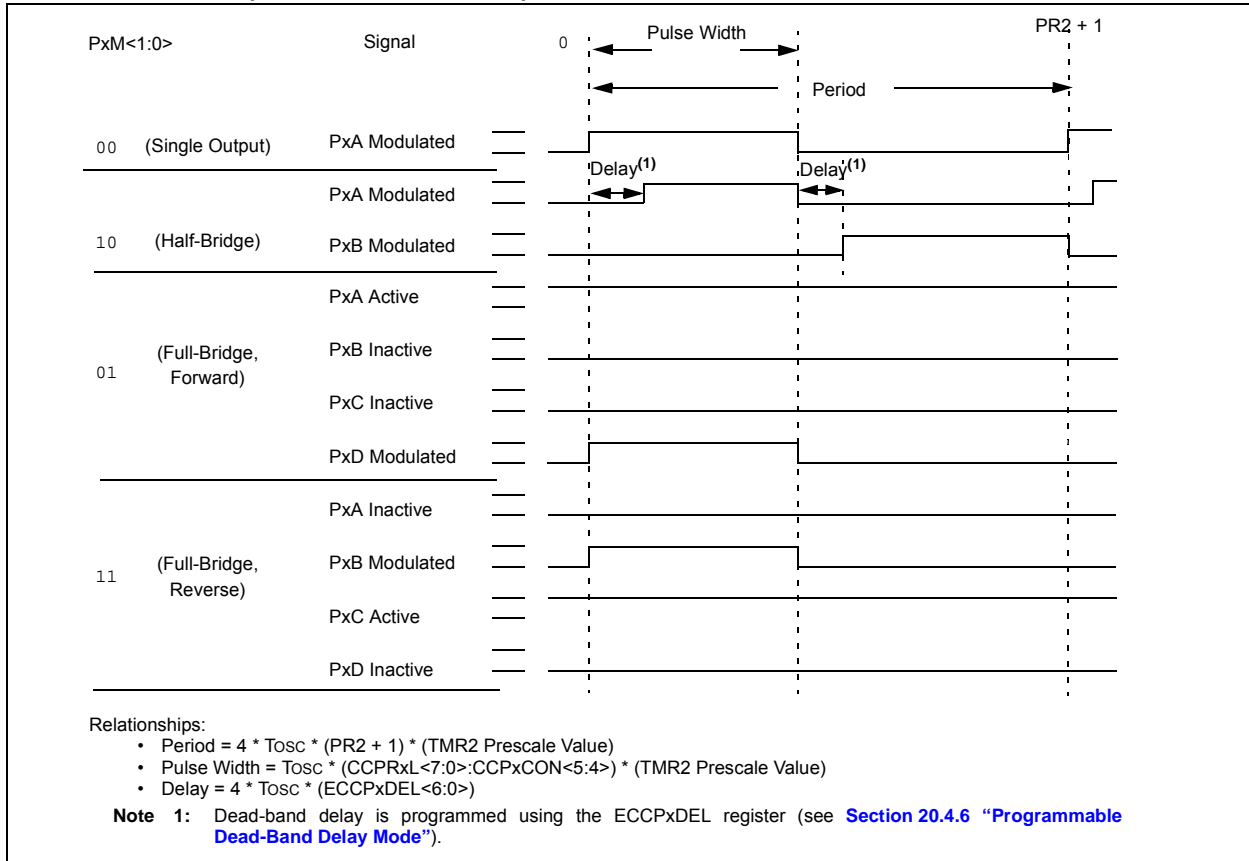 PxM<1:0> Signal 0 Pulse Width PR2 + 1
Period
00 (Single Output) PxA Modulated
Delay(1) Delay(1)
PxA Modulated
10 (Half-Bridge) PxB Modulated
PxA Active
(Full-Bridge, Forward) PxB Inactive
01
PxC Inactive
PxD Modulated
PxA Inactive
11 (Full-Bridge, Reverse) PxB Modulated
PxC Active
PxD Inactive
Relationships:
• Period = 4 * TOSC * (PR2 + 1) * (TMR2 Prescale Value)
• Pulse Width = TOSC * (CCPRxL<7:0>:CCPxCON<5:4>) * (TMR2 Prescale Value)
• Delay = 4 * TOSC * (ECCPxDEL<6:0>)
Note 1: Dead-band delay is programmed using the ECCPxDEL register (see Section 20.4.6 “Programmable
Dead-Band Delay Mode”).